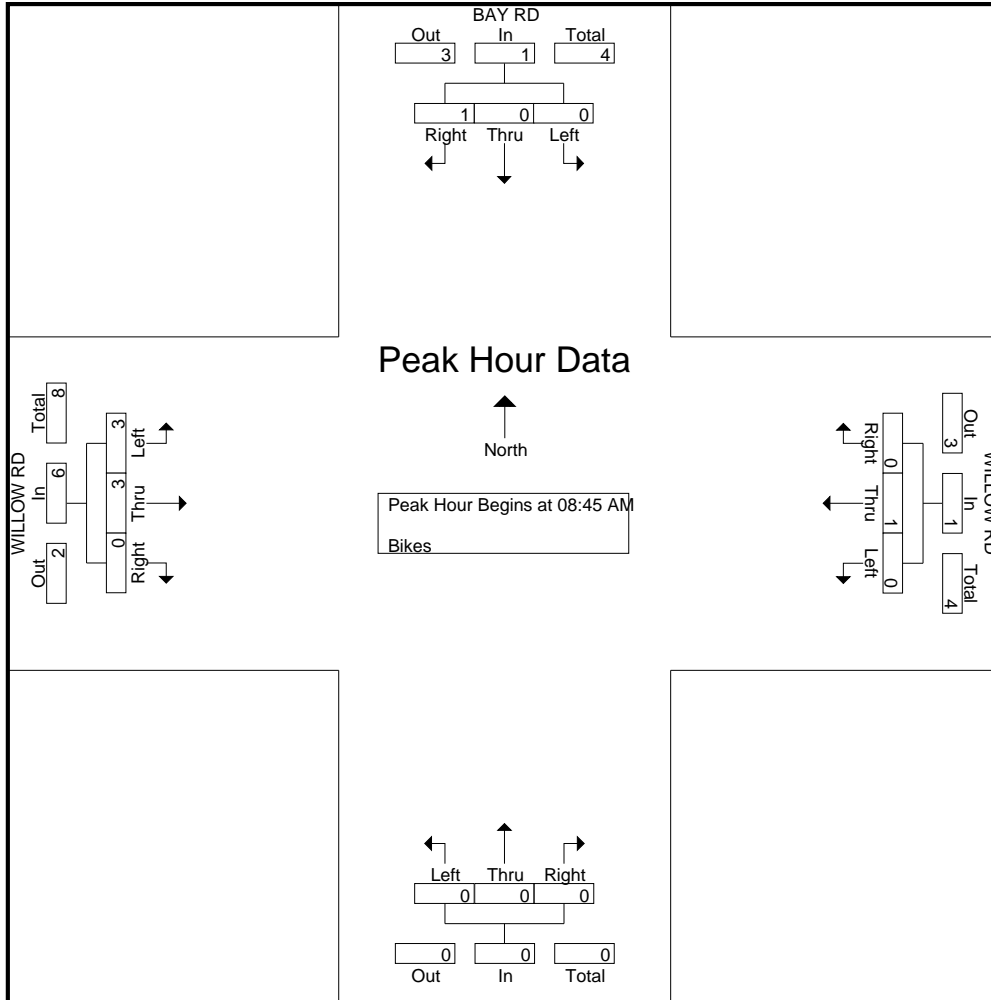 BAY RD
Out In Total
3 1 4
1 0 0
Right Thru Left
Peak Hour Data
North
Peak Hour Begins at 08:45 AM
Bikes
WILLOW RD
Out In Total
2 6 8
0 3 3
Right Thru Left
WILLOW RD
Out In Total
3 1 4
0 1 0
Right Thru Left
Left Thru Right
0 0 0
0 0 0
Out In Total